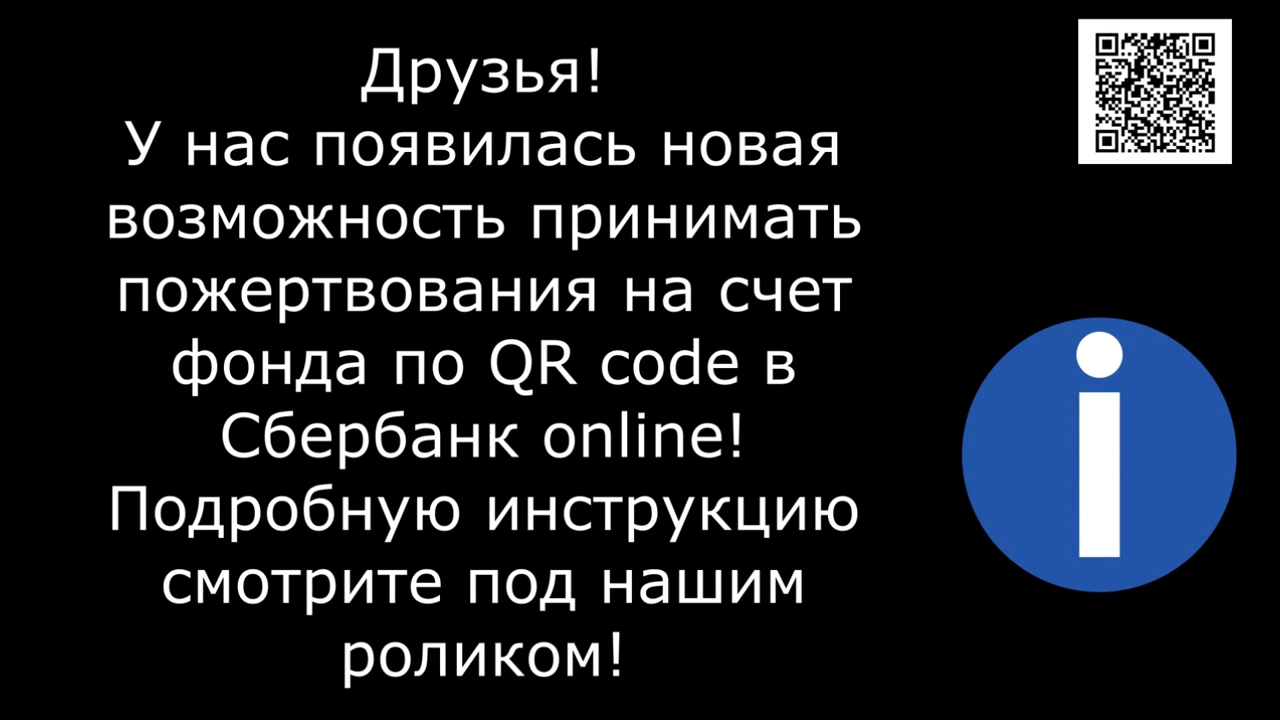 Друзья!
У нас появилась новая
возможность принимать
пожертвования на счет
фонда по QR code в
Сбербанк online!
Подробную инструкцию
смотрите под нашим
роликом!